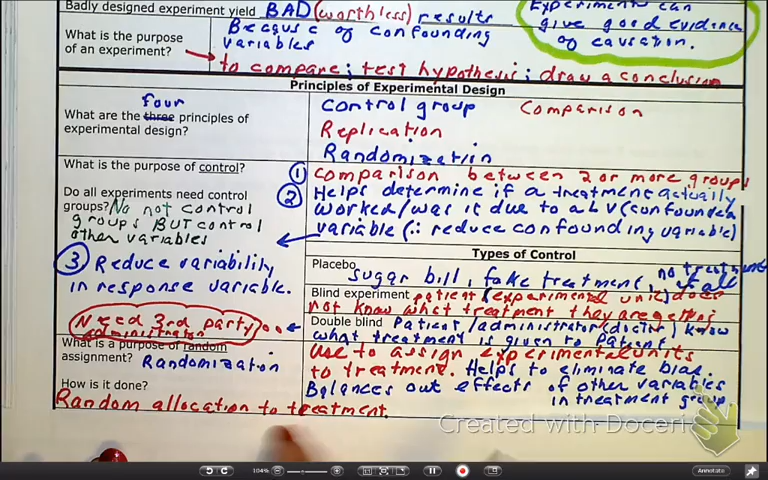 Badly designed experiment yield BAD (worthless) results
Experiments can
give good evidence
of causation.
What is the purpose
of an experiment?
Because of confounding
variables
to compare; test hypothesis; draw a conclusion
Principles of Experimental Design
four
What are the three principles of
experimental design?
Control group Comparison
Replication
Randomization
What is the purpose of control?
① Comparison between 2 or more groups
Do all experiments need control
groups? No not control
groups BUT control
other variables
② Helps determine if a treatment actually
worked/was it due to a LV (confounded
variable (∴ reduce confounding variable)
③ Reduce variability
in response variable.
Types of Control
Placebo
sugar bill, fake treatment, no treatment
at all
Blind experiment patient (experimental unit) does
not know what treatment they are getting
Need 3rd party
administrator
Double blind Patient/administrator (doctor) know
what treatment is given to patient
What is a purpose of random
assignment? Randomization
Use to assign experimental units
to treatment. Helps to eliminate bias.
Balances out effects of other variables
in treatment group
How is it done?
Random allocation to treatment.
Created with Doceri
104%
Annotate